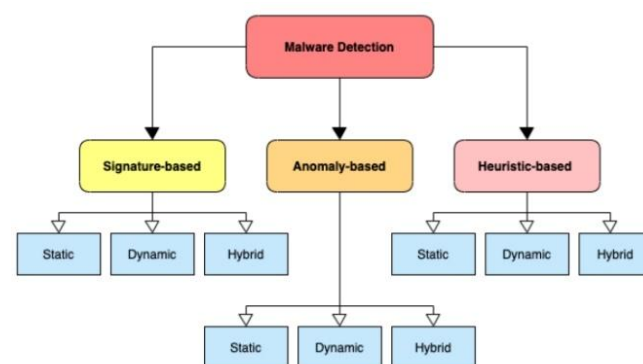 Malware Detection
Signature-based
Anomaly-based
Heuristic-based
Static
Dynamic
Hybrid
Static
Dynamic
Hybrid
Static
Dynamic
Hybrid